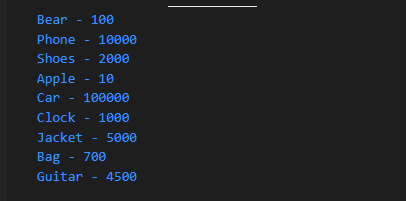 Bear - 100
Phone - 10000
Shoes - 2000
Apple - 10
Car - 100000
Clock - 1000
Jacket - 5000
Bag - 700
Guitar - 4500